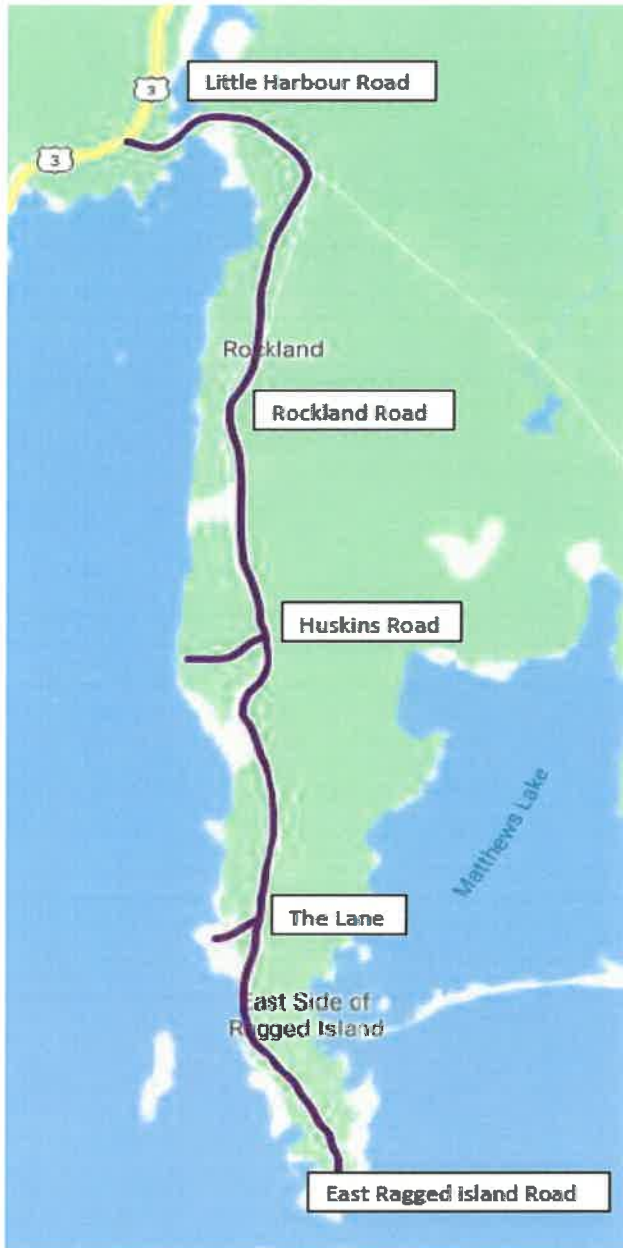 Little Harbour Road
3
3
Rockland
Rockland Road
Huskins Road
Matthews Lake
The Lane
East Side of
Ragged Island
East Ragged Island Road